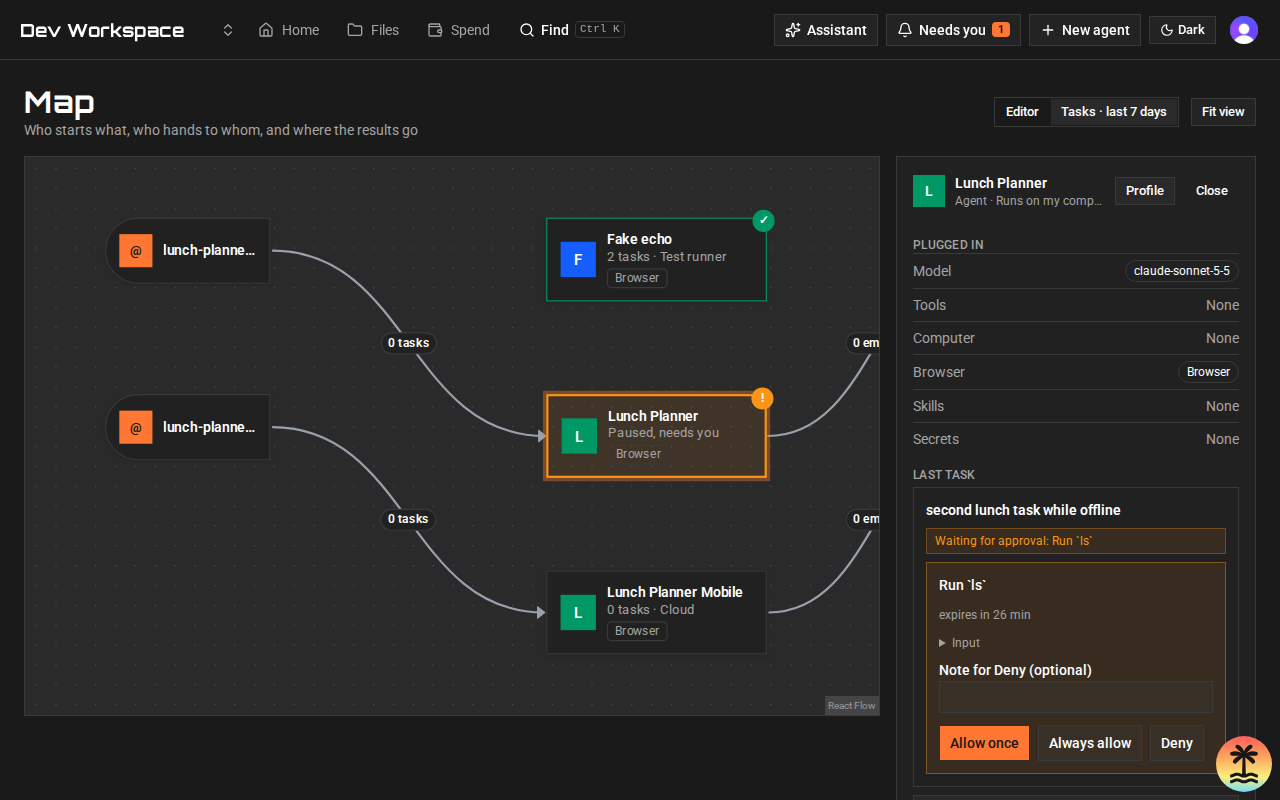 Dev Workspace
Home
Files
Spend
Find Ctrl K
Assistant
Needs you 1
New agent
Dark
Map
Who starts what, who hands to whom, and where the results go
Editor
Tasks · last 7 days
Fit view
@ lunch-planne...
F
Fake echo
2 tasks · Test runner
Browser
✓
0 tasks
0 em
@ lunch-planne...
L
Lunch Planner
Paused, needs you
Browser
!
0 tasks
0 em
L
Lunch Planner Mobile
0 tasks · Cloud
Browser
React Flow
L
Lunch Planner
Agent · Runs on my comp...
Profile
Close
PLUGGED IN
Model claude-sonnet-5-5
Tools None
Computer None
Browser Browser
Skills None
Secrets None
LAST TASK
second lunch task while offline
Waiting for approval: Run `ls`
Run `ls`
expires in 26 min
Input
Note for Deny (optional)
Allow once
Always allow
Deny